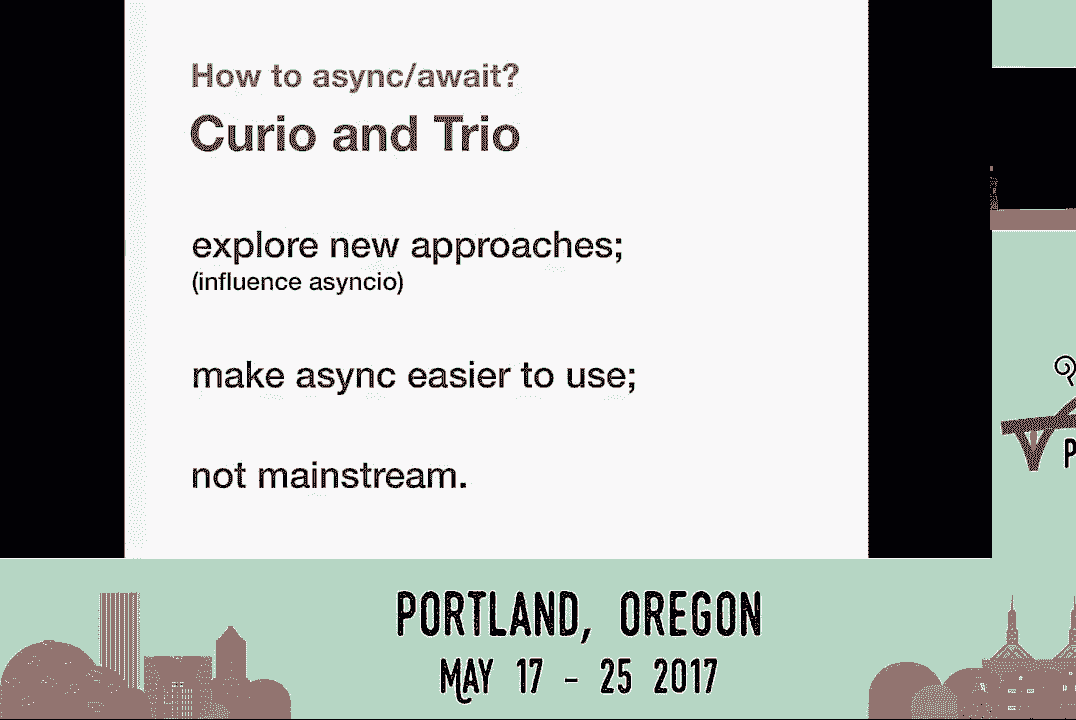 How to async/await?
Curio and Trio
explore new approaches;
(influence asyncio)
make async easier to use;
not mainstream.
PORTLAND, OREGON
MAY 17 - 25 2017